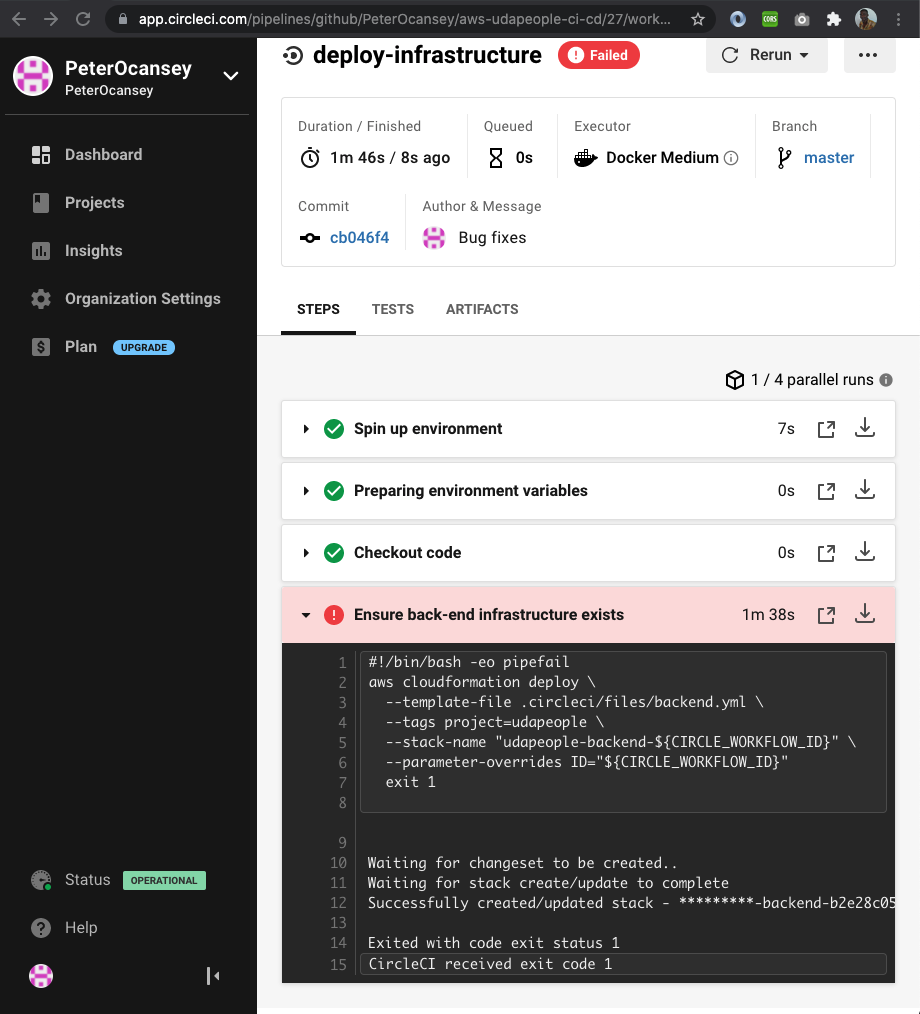 app.circleci.com/pipelines/github/PeterOcansey/aws-udapeople-ci-cd/27/work...
CORS
PeterOcansey
PeterOcansey
Dashboard
Projects
Insights
Organization Settings
Plan UPGRADE
Status OPERATIONAL
Help
deploy-infrastructure Failed Rerun
Duration / Finished Queued Executor Branch
1m 46s / 8s ago 0s Docker Medium master
Commit Author & Message
cb046f4 Bug fixes
STEPS TESTS ARTIFACTS
1 / 4 parallel runs
Spin up environment 7s
Preparing environment variables 0s
Checkout code 0s
Ensure back-end infrastructure exists 1m 38s
1 #!/bin/bash -eo pipefail
2 aws cloudformation deploy \
3 --template-file .circleci/files/backend.yml \
4 --tags project=udapeople \
5 --stack-name "udapeople-backend-${CIRCLE_WORKFLOW_ID}" \
6 --parameter-overrides ID="${CIRCLE_WORKFLOW_ID}"
7 exit 1
8
9
10 Waiting for changeset to be created..
11 Waiting for stack create/update to complete
12 Successfully created/updated stack - *********-backend-b2e28c05
13
14 Exited with code exit status 1
15 CircleCI received exit code 1